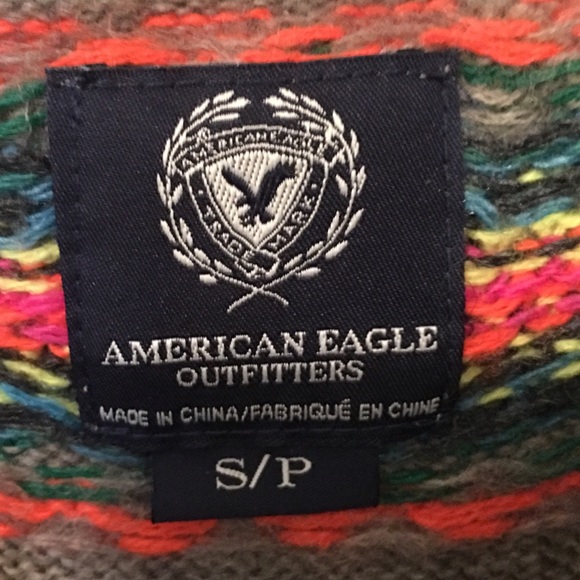 AMERICAN EAGLE
TRADE MARK
AMERICAN EAGLE
OUTFITTERS
MADE IN CHINA/FABRIQUÉ EN CHINE
S/P